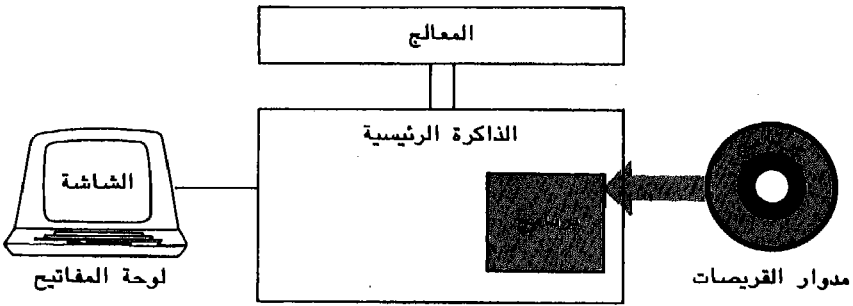 المعالج
الذاكرة الرئيسية
الشاشة
لوحة المفاتيح
مدوار القريصات